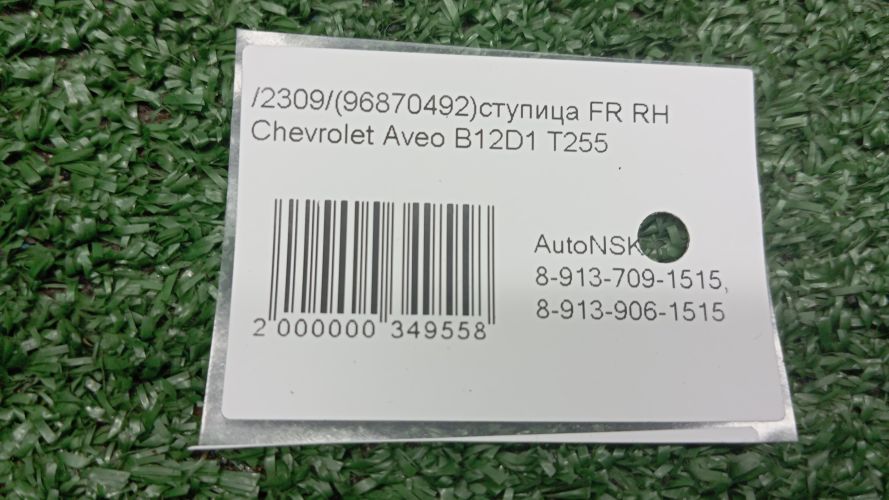 /2309/(96870492)ступица FR RH
Chevrolet Aveo B12D1 T255
AutoNSK
8-913-709-1515,
8-913-906-1515
2 000000 349558